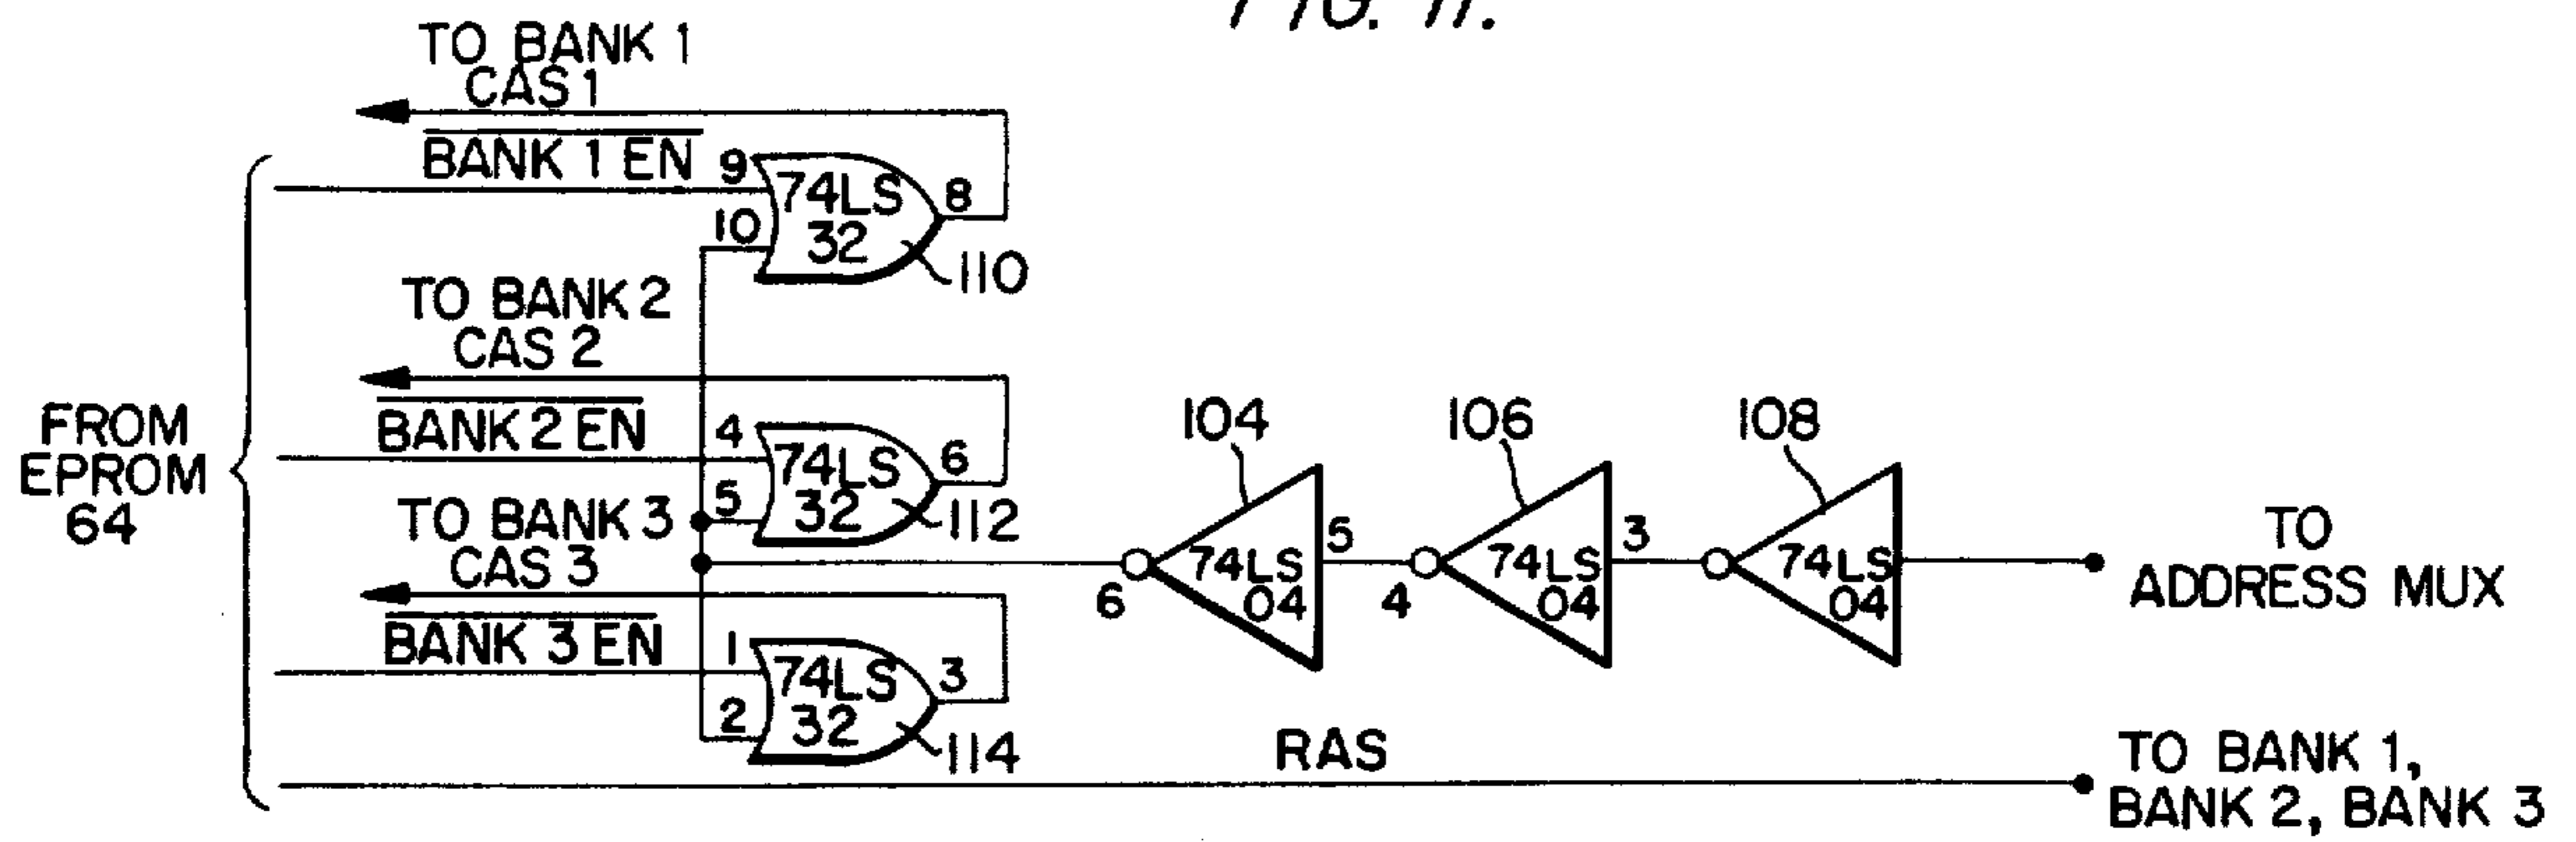 FIG. 11.
TO BANK 1
CAS 1
BANK 1 EN
9
10
74LS
32
8
110
TO BANK 2
CAS 2
BANK 2 EN
4
5
74LS
32
6
112
FROM
EPROM
64
TO BANK 3
CAS 3
BANK 3 EN
1
2
74LS
32
3
114
104
74LS
04
6
5
106
74LS
04
4
3
108
74LS
04
TO
ADDRESS MUX
RAS
TO BANK 1,
BANK 2, BANK 3